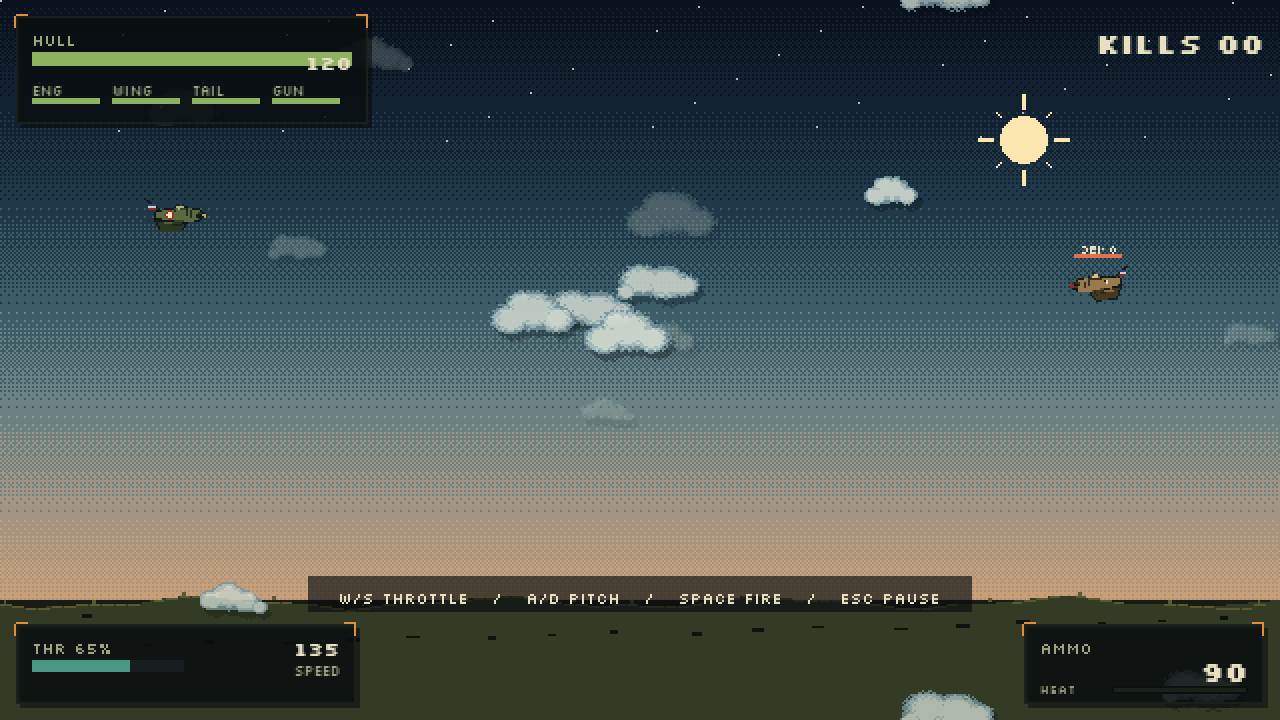 HULL
120
ENG WING TAIL GUN
KILLS 00
W/S THROTTLE / A/D PITCH / SPACE FIRE / ESC PAUSE
THR 65%
135
SPEED
AMMO
90
HEAT